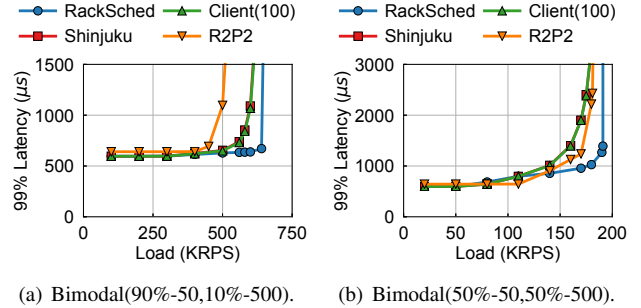 RackSched Client(100)
Shinjuku R2P2
1500
1000
500
0
0 250 500 750
99% Latency (μs)
Load (KRPS)
(a) Bimodal(90%-50,10%-500).
RackSched Client(100)
Shinjuku R2P2
3000
2000
1000
0
0 50 100 150 200
99% Latency (μs)
Load (KRPS)
(b) Bimodal(50%-50,50%-500).